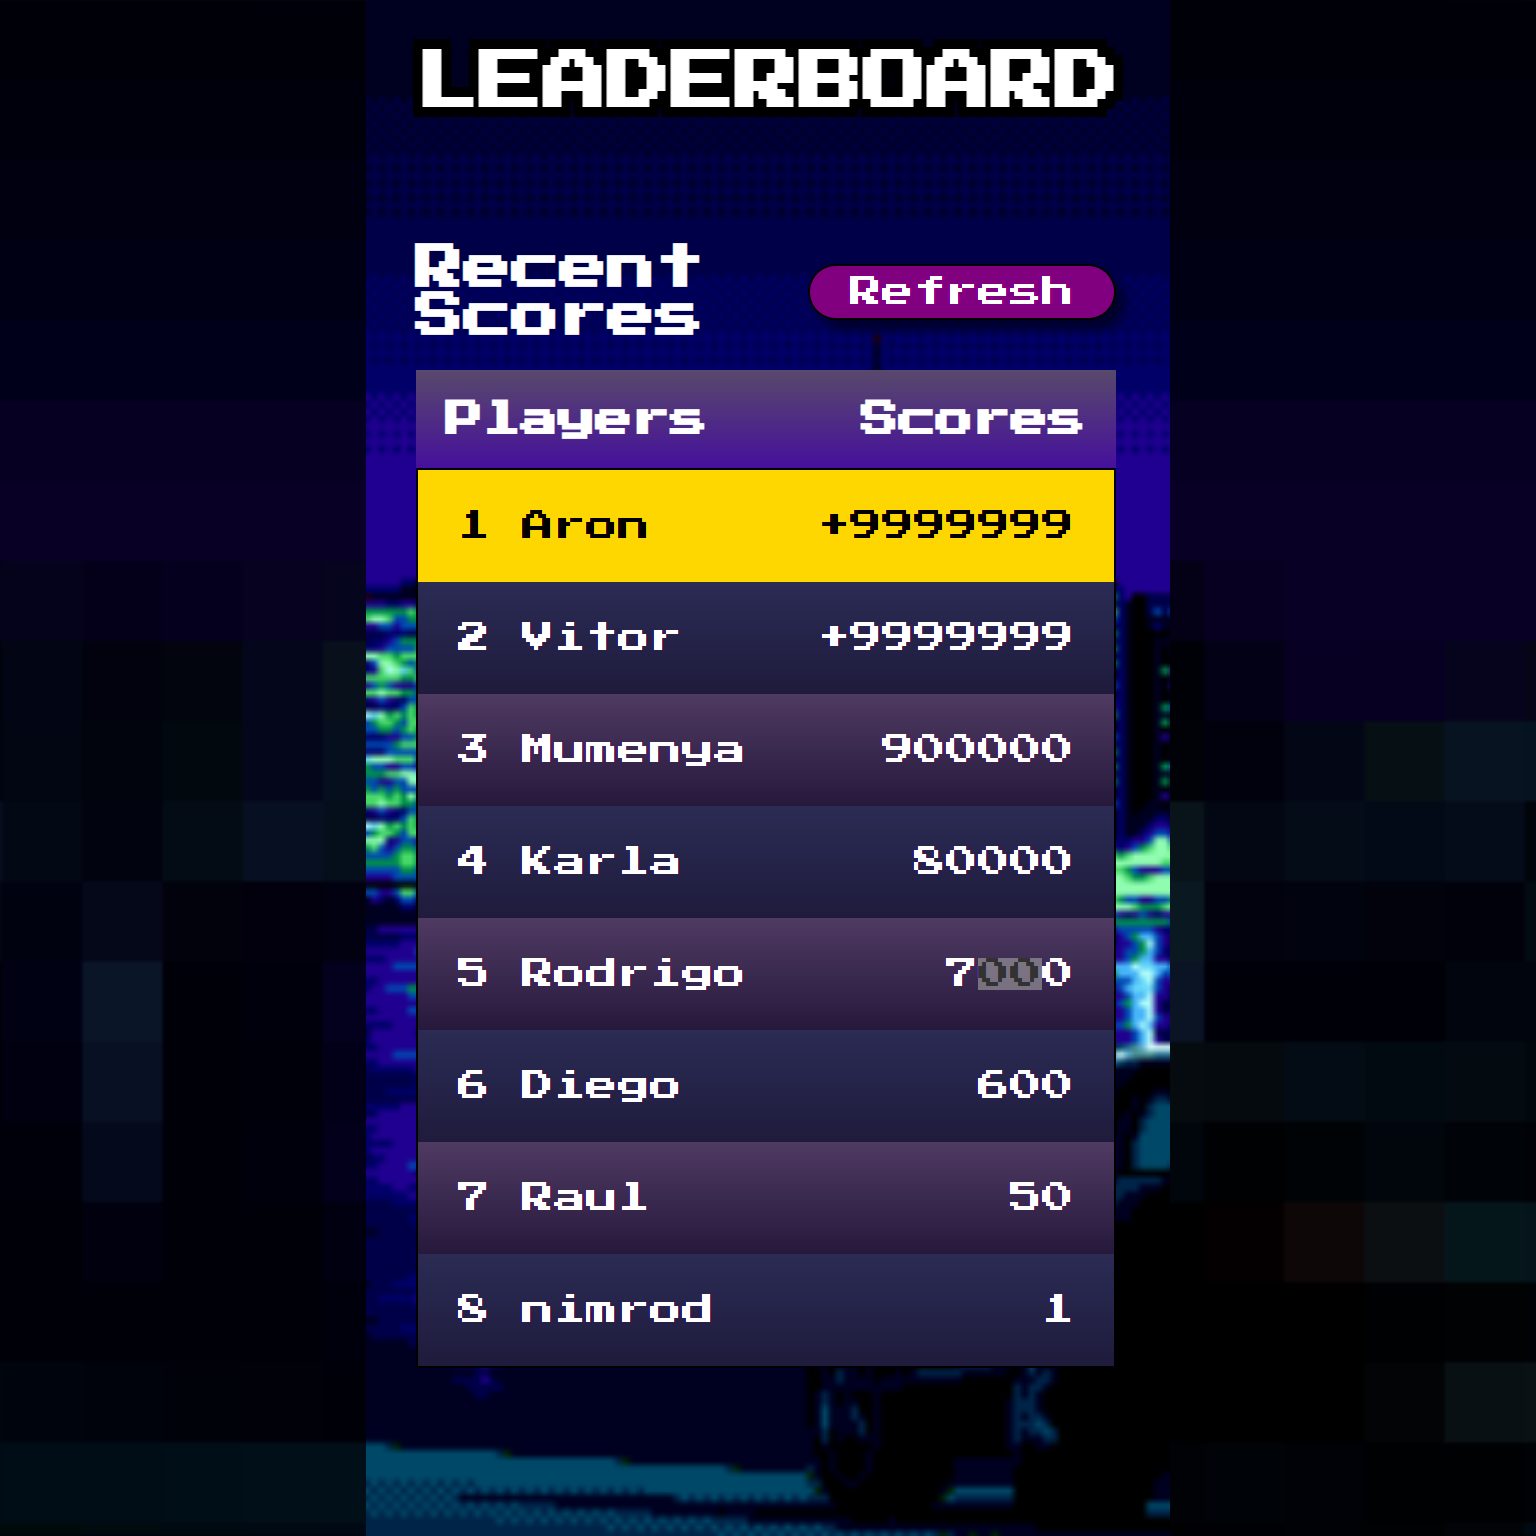 LEADERBOARD
Recent
Scores
Refresh
Players Scores
1 Aron +9999999
2 Vitor +9999999
3 Mumenya 900000
4 Karla 80000
5 Rodrigo 7000
6 Diego 600
7 Raul 50
8 nimrod 1